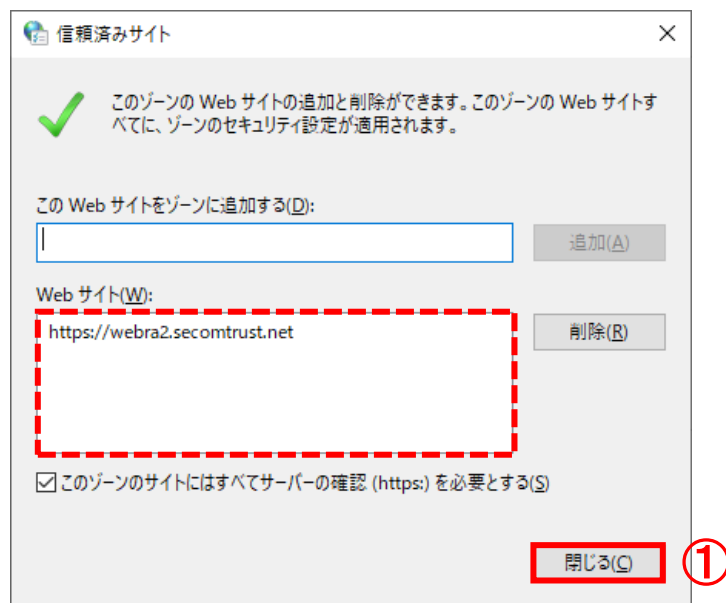 信頼済みサイト
このゾーンの Web サイトの追加と削除ができます。このゾーンの Web サイトす
べてに、ゾーンのセキュリティ設定が適用されます。
この Web サイトをゾーンに追加する(D):
追加(A)
Web サイト(W):
https://webra2.secomtrust.net
削除(R)
このゾーンのサイトにはすべてサーバーの確認 (https:) を必要とする(S)
閉じる(C)
①